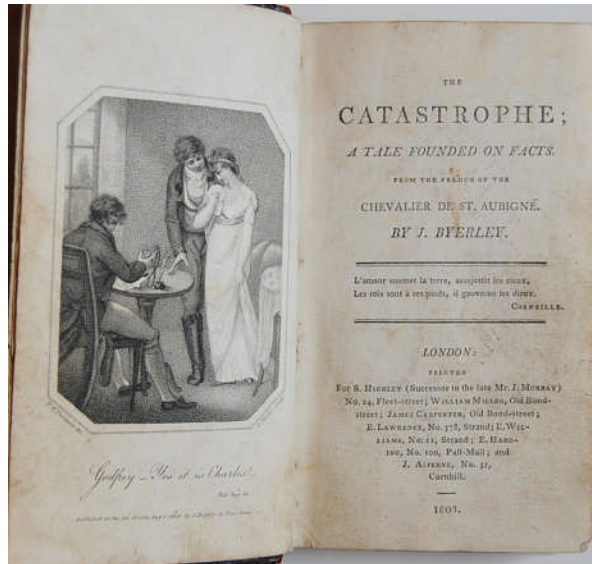 Godfrey – Yes it is Charles –
THE
CATASTROPHE;
A TALE FOUNDED ON FACTS.
FROM THE FRENCH OF THE
CHEVALIER DE ST. AUBIGNÉ.
BY J. BYERLEY.
L'amour soumet la terre, assujettit les cieux,
Les rois sont à ses pieds, il gouverne les dieux.
CORNEILLE.
LONDON:
PRINTED
FOR S. HIGHLEY (Successor to the late MR. J. MURRAY)
No. 24, Fleet-street; WILLIAM MILLER, Old Bond-
street; JAMES CARPENTER, Old Bond-street;
E. LAWRENCE, No. 378, Strand; E. WIL-
LIAMS, No. 11, Strand; E. HARD-
ING, No. 100, Pall-Mall; and
J. ASPERNE, No. 32,
Cornhill.